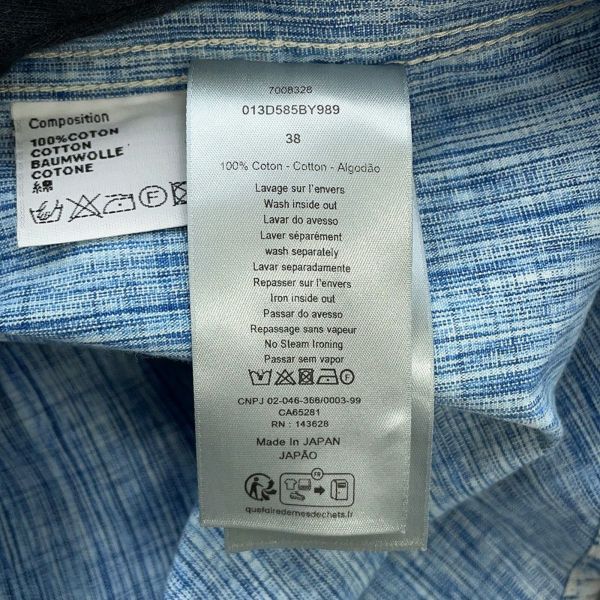 Composition
100%COTON
COTTON
BAUMWOLLE
COTONE
綿
7008328
013D585BY989
38
100% Coton - Cotton - Algodão
Lavage sur l'envers
Wash inside out
Lavar do avesso
Laver séparément
wash separately
Lavar separadamente
Repasser sur l'envers
Iron inside out
Passar do avesso
Repassage sans vapeur
No Steam Ironing
Passar sem vapor
CNPJ 02-046-366/0003-99
CA65281
RN : 143628
Made In JAPAN
JAPÃO
FR
quefairedemesdechets.fr